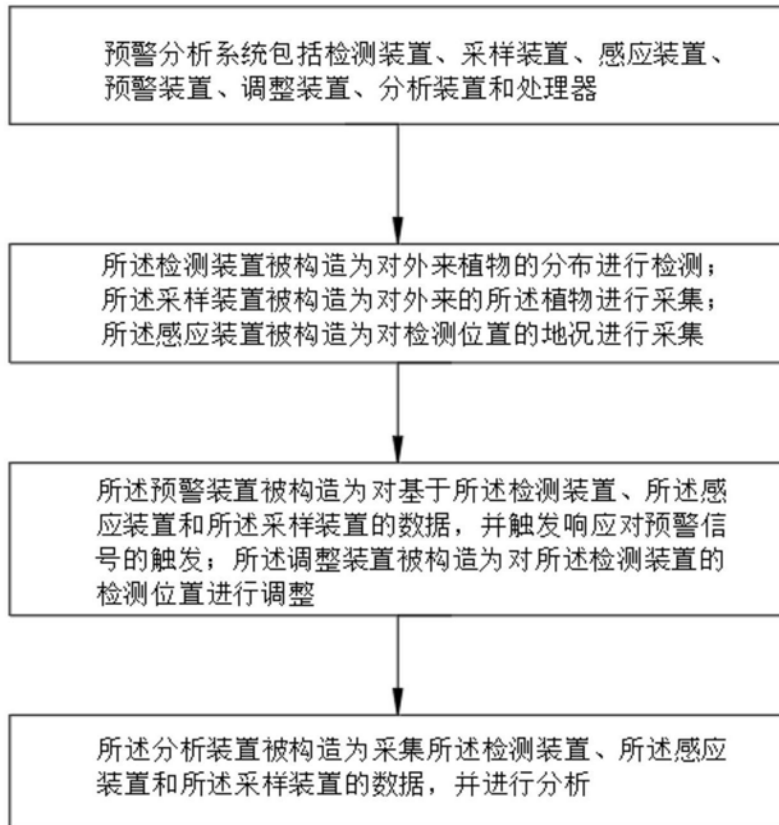 预警分析系统包括检测装置、采样装置、感应装置、
预警装置、调整装置、分析装置和处理器
所述检测装置被构造为对外来植物的分布进行检测；
所述采样装置被构造为对外来的所述植物进行采集；
所述感应装置被构造为对检测位置的地况进行采集
所述预警装置被构造为对基于所述检测装置、所述感
应装置和所述采样装置的数据，并触发响应对预警信
号的触发；所述调整装置被构造为对所述检测装置的
检测位置进行调整
所述分析装置被构造为采集所述检测装置、所述感应
装置和所述采样装置的数据，并进行分析